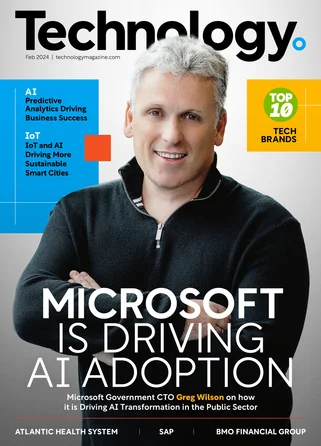 Technology.
Feb 2024 | technologymagazine.com
AI
Predictive
Analytics Driving
Business Success
IoT
IoT and AI
Driving More
Sustainable
Smart Cities
TOP
10
TECH
BRANDS
MICROSOFT
IS DRIVING
AI ADOPTION
Microsoft Government CTO Greg Wilson on how
it is Driving AI Transformation in the Public Sector
ATLANTIC HEALTH SYSTEM | SAP | BMO FINANCIAL GROUP